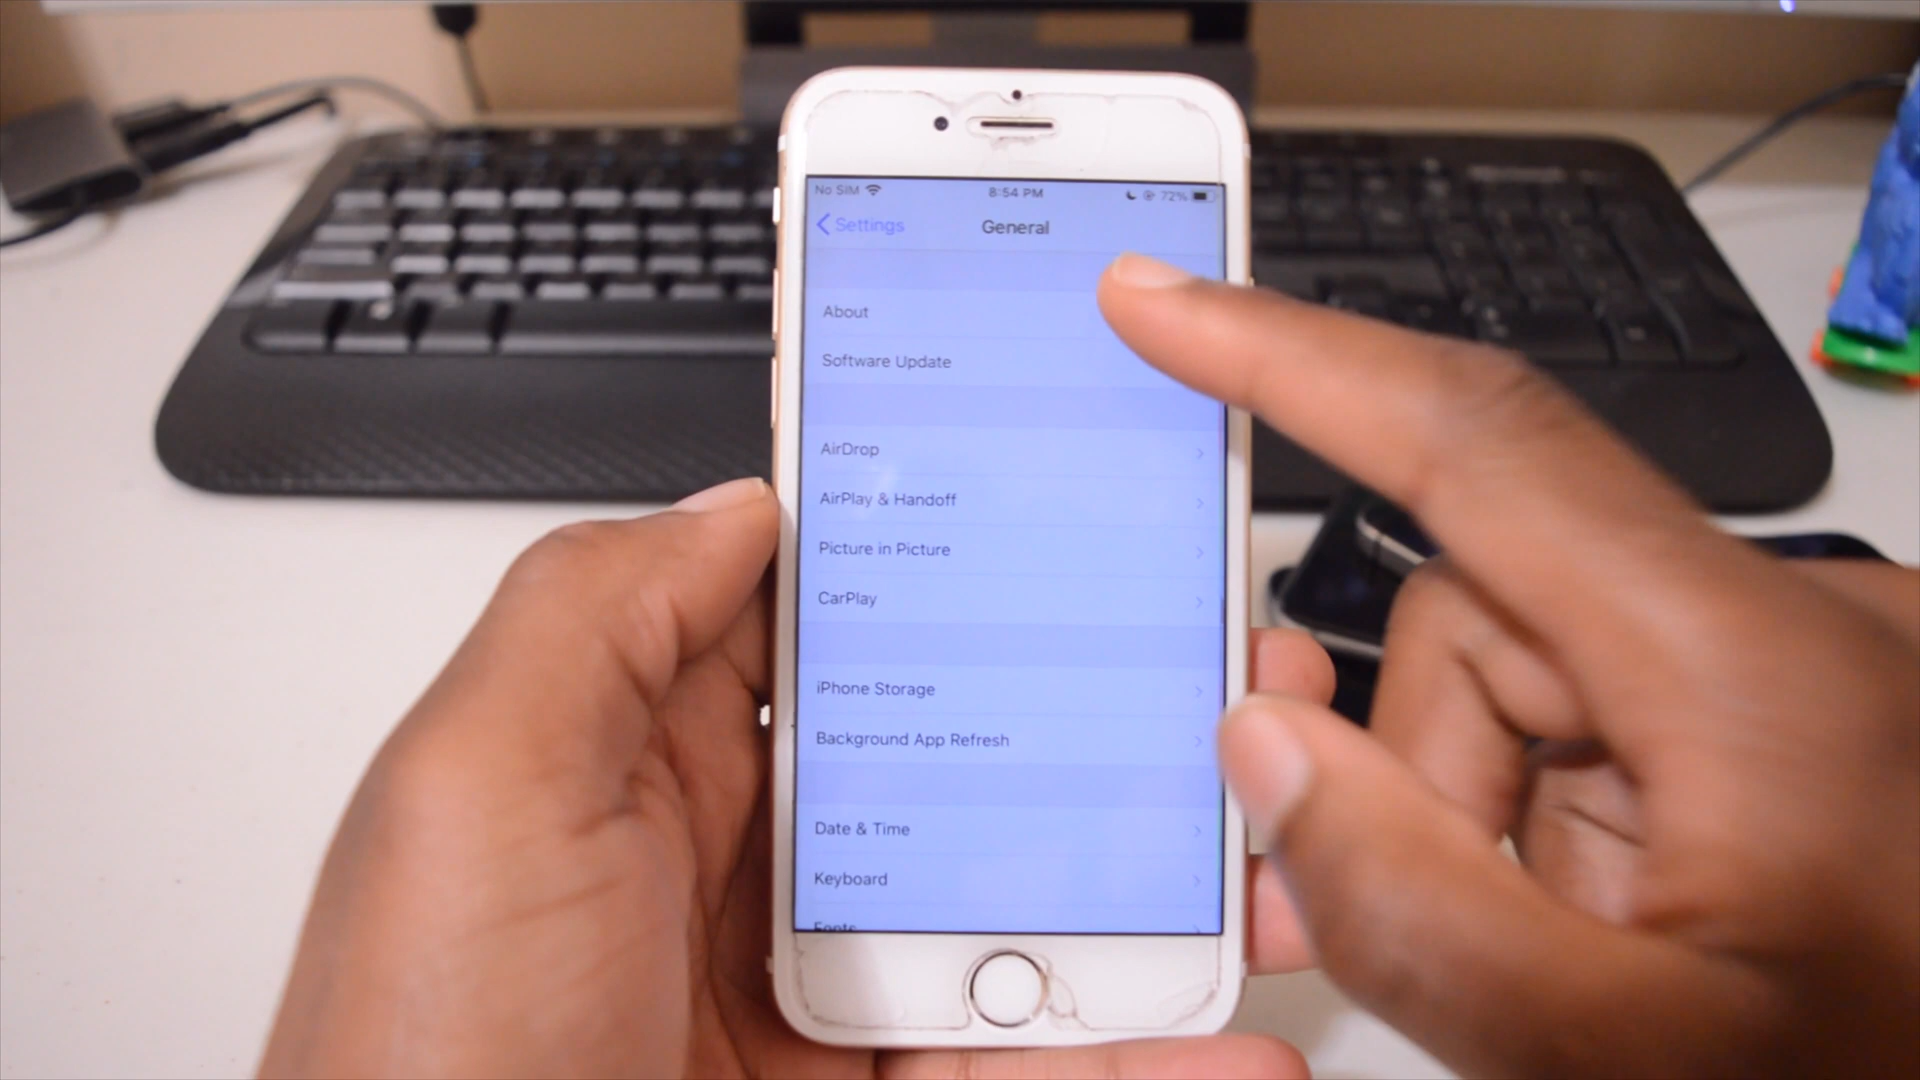 No SIM 8:54 PM 72%
Settings General
About
Software Update
AirDrop
AirPlay & Handoff
Picture in Picture
CarPlay
iPhone Storage
Background App Refresh
Date & Time
Keyboard
Fonts